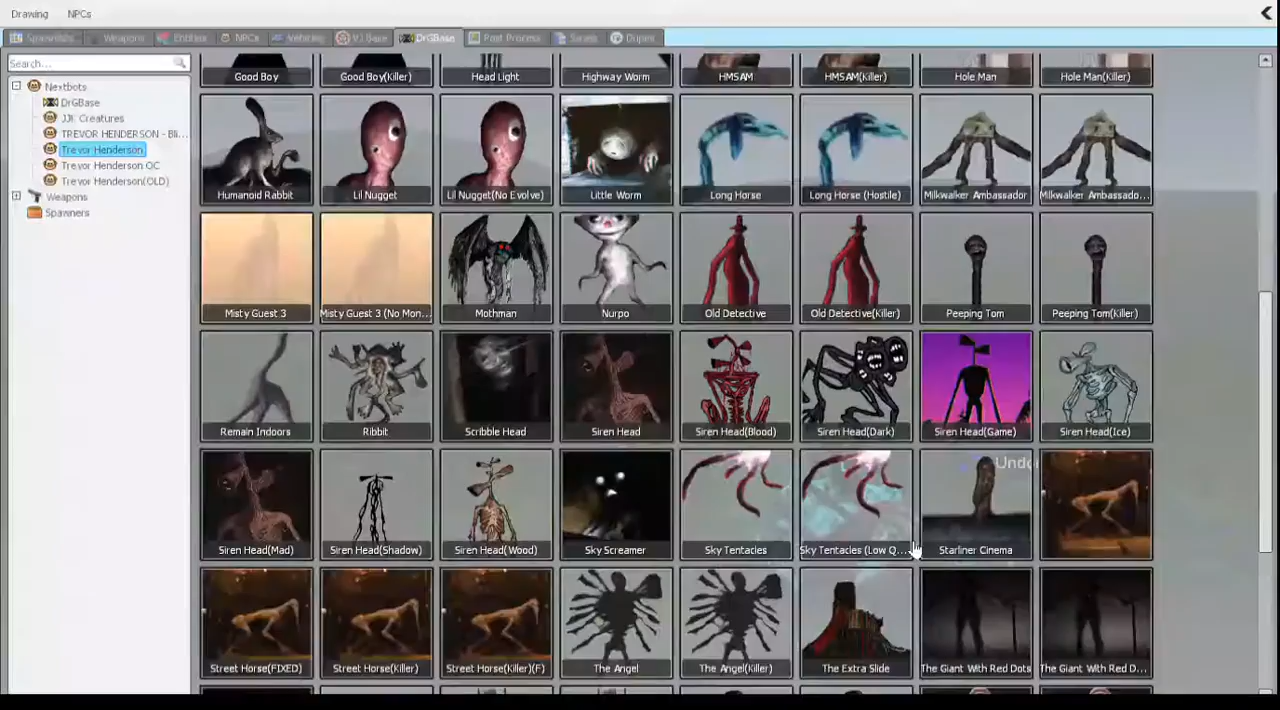 Drawing NPCs
Spawnlists Weapons Entities NPCs Vehicles VJ Base DrGBase Post Process Saves Dupes
Search...
Nextbots
DrGBase
JJK Creatures
TREVOR HENDERSON - Bli...
Trevor Henderson
Trevor Henderson OC
Trevor Henderson(OLD)
Weapons
Spawners
Good Boy Good Boy(Killer) Head Light Highway Worm HMSAM HMSAM(Killer) Hole Man Hole Man(Killer)
Humanoid Rabbit Lil Nugget Lil Nugget(No Evolve) Little Worm Long Horse Long Horse (Hostile) Milkwalker Ambassador Milkwalker Ambassado...
Misty Guest 3 Misty Guest 3 (No Mon... Mothman Nurpo Old Detective Old Detective(Killer) Peeping Tom Peeping Tom(Killer)
Remain Indoors Ribbit Scribble Head Siren Head Siren Head(Blood) Siren Head(Dark) Siren Head(Game) Siren Head(Ice)
Undo
Siren Head(Mad) Siren Head(Shadow) Siren Head(Wood) Sky Screamer Sky Tentacles Sky Tentacles (Low Q... Starliner Cinema
Street Horse(FIXED) Street Horse(Killer) Street Horse(Killer)(F) The Angel The Angel(Killer) The Extra Slide The Giant With Red Dots The Giant With Red D...